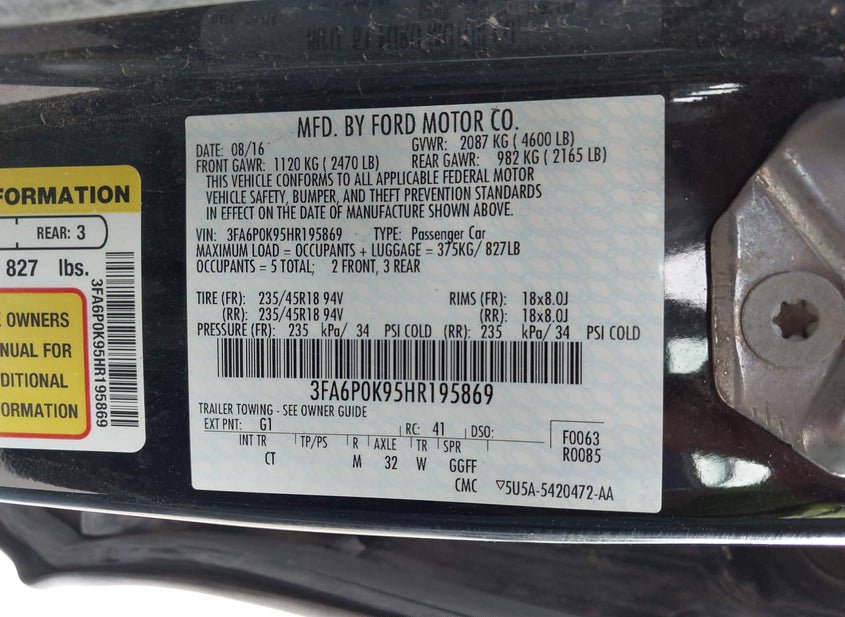 MFD. BY FORD MOTOR CO.
DATE: 08/16 GVWR: 2087 KG ( 4600 LB)
FRONT GAWR: 1120 KG ( 2470 LB) REAR GAWR: 982 KG ( 2165 LB)
THIS VEHICLE CONFORMS TO ALL APPLICABLE FEDERAL MOTOR
VEHICLE SAFETY, BUMPER, AND THEFT PREVENTION STANDARDS
IN EFFECT ON THE DATE OF MANUFACTURE SHOWN ABOVE.
VIN: 3FA6P0K95HR195869 TYPE: Passenger Car
MAXIMUM LOAD = OCCUPANTS + LUGGAGE = 375KG/ 827LB
OCCUPANTS = 5 TOTAL; 2 FRONT, 3 REAR
TIRE (FR): 235/45R18 94V RIMS (FR): 18x8.0J
(RR): 235/45R18 94V (RR): 18x8.0J
PRESSURE (FR): 235 kPa/ 34 PSI COLD (RR): 235 kPa/ 34 PSI COLD
3FA6P0K95HR195869
TRAILER TOWING - SEE OWNER GUIDE
EXT PNT: G1 RC: 41 DSO: F0063
INT TR TP/PS R AXLE TR SPR R0085
CT M 32 W GGFF
CMC ▽5U5A-5420472-AA
FORMATION
REAR: 3
827 lbs.
E OWNERS
NUAL FOR
DDITIONAL
FORMATION
3FA6P0K95HR195869